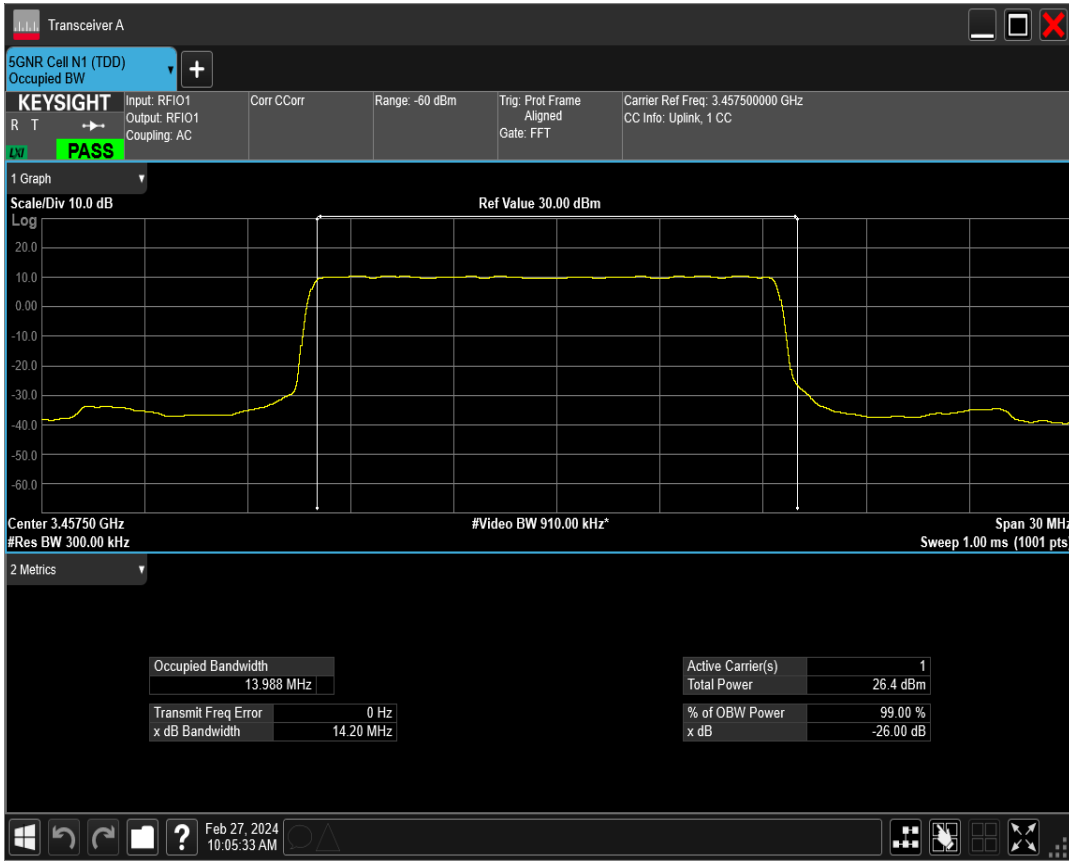 Transceiver A
5GNR Cell N1 (TDD)
Occupied BW
+
KEYSIGHT
R T
LXI
PASS
Input: RFIO1
Output: RFIO1
Coupling: AC
Corr CCorr
Range: -60 dBm
Trig: Prot Frame
Aligned
Gate: FFT
Carrier Ref Freq: 3.457500000 GHz
CC Info: Uplink, 1 CC
1 Graph
Scale/Div 10.0 dB
Ref Value 30.00 dBm
Log
20.0
10.0
0.00
-10.0
-20.0
-30.0
-40.0
-50.0
-60.0
Center 3.45750 GHz
#Video BW 910.00 kHz*
Span 30 MHz
#Res BW 300.00 kHz
Sweep 1.00 ms (1001 pts)
2 Metrics
Occupied Bandwidth
13.988 MHz
Transmit Freq Error 0 Hz
x dB Bandwidth 14.20 MHz
Active Carrier(s) 1
Total Power 26.4 dBm
% of OBW Power 99.00 %
x dB -26.00 dB
?
Feb 27, 2024
10:05:33 AM